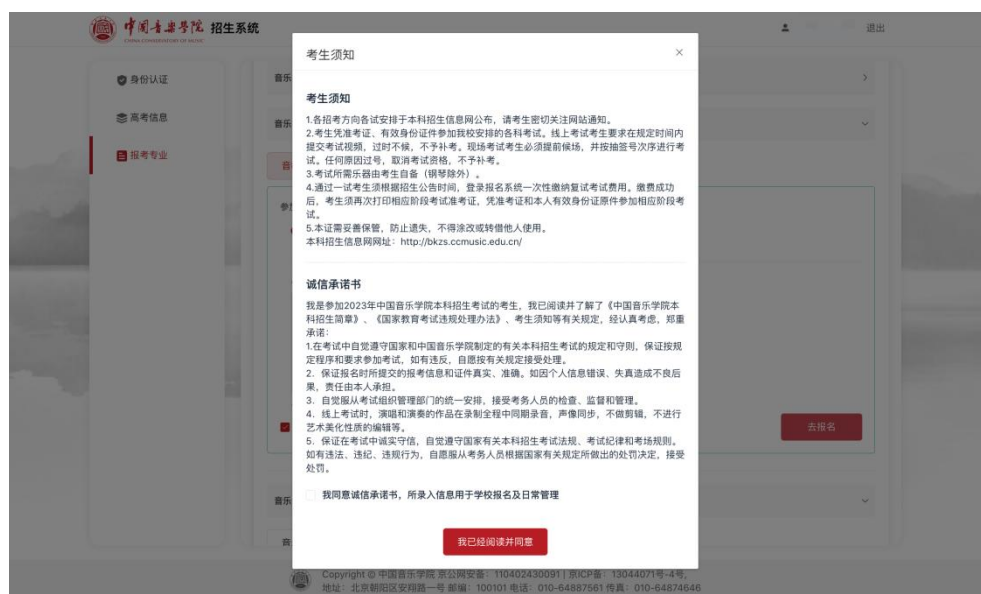 中国音乐学院 招生系统
CHINA CONSERVATORY OF MUSIC
退出
身份认证
高考信息
报考专业
音乐
音乐
音
参
去报名
音乐
音
考生须知
×
考生须知
1.各招考方向各试安排于本科招生信息网公布，请考生密切关注网站通知。
2.考生凭准考证、有效身份证件参加我校安排的各科考试。线上考试考生要求在规定时间内
提交考试视频，过时不候，不予补考。现场考试考生必须提前候场，并按抽签号次序进行考
试。任何原因过号，取消考试资格，不予补考。
3.考试所需乐器由考生自备（钢琴除外）。
4.通过一试考生须根据招生公告时间，登录报名系统一次性缴纳复试考试费用。缴费成功
后，考生须再次打印相应阶段考试准考证，凭准考证和本人有效身份证原件参加相应阶段考
试。
5.本证需妥善保管，防止遗失，不得涂改或转借他人使用。
本科招生信息网网址：http://bkzs.ccmusic.edu.cn/
诚信承诺书
我是参加2023年中国音乐学院本科招生考试的考生，我已阅读并了解了《中国音乐学院本
科招生简章》、《国家教育考试违规处理办法》、考生须知等有关规定，经认真考虑，郑重
承诺：
1.在考试中自觉遵守国家和中国音乐学院制定的有关本科招生考试的规定和守则，保证按规
定程序和要求参加考试，如有违反，自愿按有关规定接受处理。
2. 保证报名时所提交的报考信息和证件真实、准确。如因个人信息错误、失真造成不良后
果，责任由本人承担。
3. 自觉服从考试组织管理部门的统一安排，接受考务人员的检查、监督和管理。
4. 线上考试时，演唱和演奏的作品在录制全程中同期录音，声像同步，不做剪辑，不进行
艺术美化性质的编辑等。
5. 保证在考试中诚实守信，自觉遵守国家有关本科招生考试法规、考试纪律和考场规则。
如有违法、违纪、违规行为，自愿服从考务人员根据国家有关规定所做出的处罚决定，接受
处罚。
我同意诚信承诺书，所录入信息用于学校报名及日常管理
我已经阅读并同意
Copyright © 中国音乐学院 京公网安备：110402430091 | 京ICP备：13044071号-4号,
地址：北京朝阳区安翔路一号 邮编：100101 电话：010-64887561 传真：010-64874646